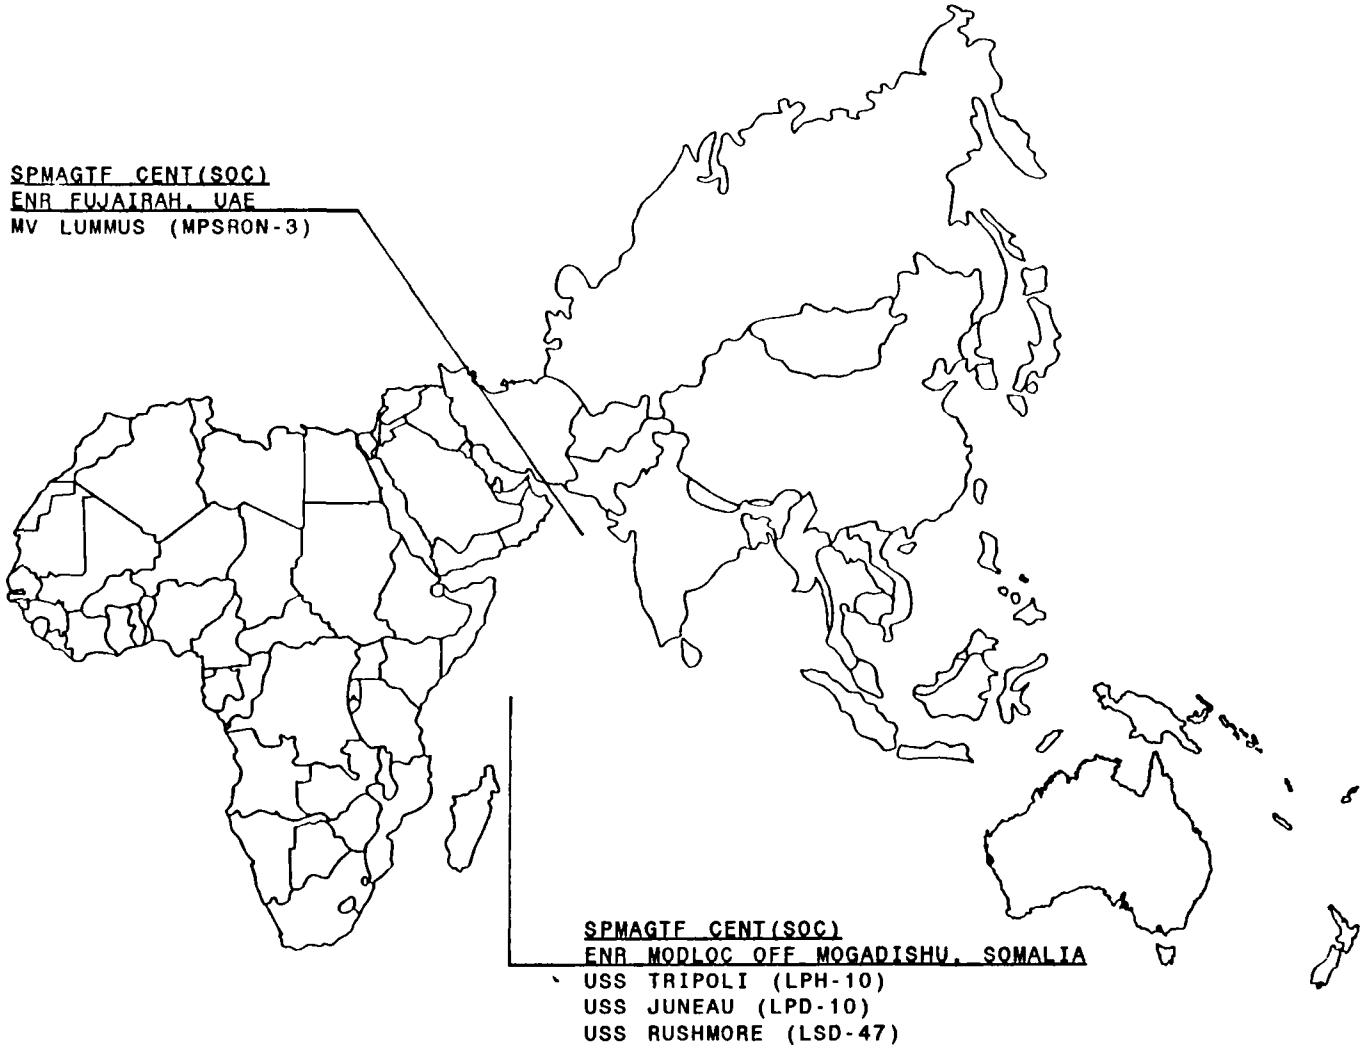 SPMAGTF CENT(SOC)
ENR FUJAIRAH. UAE
MV LUMMUS (MPSRON-3)
SPMAGTF CENT(SOC)
ENR MODLOC OFF MOGADISHU. SOMALIA
USS TRIPOLI (LPH-10)
USS JUNEAU (LPD-10)
USS RUSHMORE (LSD-47)